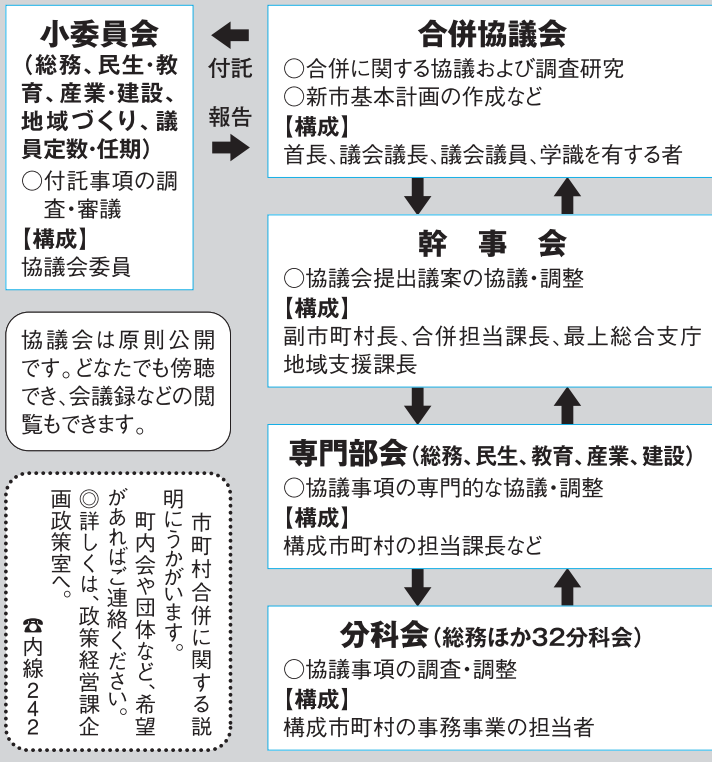 小委員会
（総務、民生・教
育、産業・建設、
地域づくり、議
員定数・任期）
○付託事項の調
査・審議
【構成】
協議会委員
付託
報告
合併協議会
○合併に関する協議および調査研究
○新市基本計画の作成など
【構成】
首長、議会議長、議会議員、学識を有する者
幹事会
○協議会提出議案の協議・調整
【構成】
副市町村長、合併担当課長、最上総合支庁
地域支援課長
専門部会（総務、民生、教育、産業、建設）
○協議事項の専門的な協議・調整
【構成】
構成市町村の担当課長など
分科会（総務ほか32分科会）
○協議事項の調査・調整
【構成】
構成市町村の事務事業の担当者
協議会は原則公開
です。どなたでも傍聴
でき、会議録などの閲
覧もできます。
市町村合併に関する説
明にうかがいます。
町内会や団体など、希望
があればご連絡ください。
◎詳しくは、政策経営課企
画政策室へ。
☎内線242